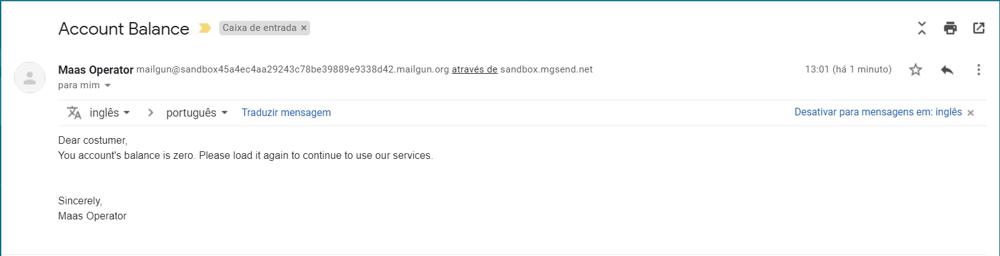 Account Balance Caixa de entrada ×
Maas Operator mailgun@sandbox45a4ec4aa29243c78be39889e9338d42.mailgun.org através de sandbox.mgsend.net 13:01 (há 1 minuto)
para mim
inglês > português Traduzir mensagem Desativar para mensagens em: inglês ×
Dear costumer,
You account's balance is zero. Please load it again to continue to use our services.
Sincerely,
Maas Operator